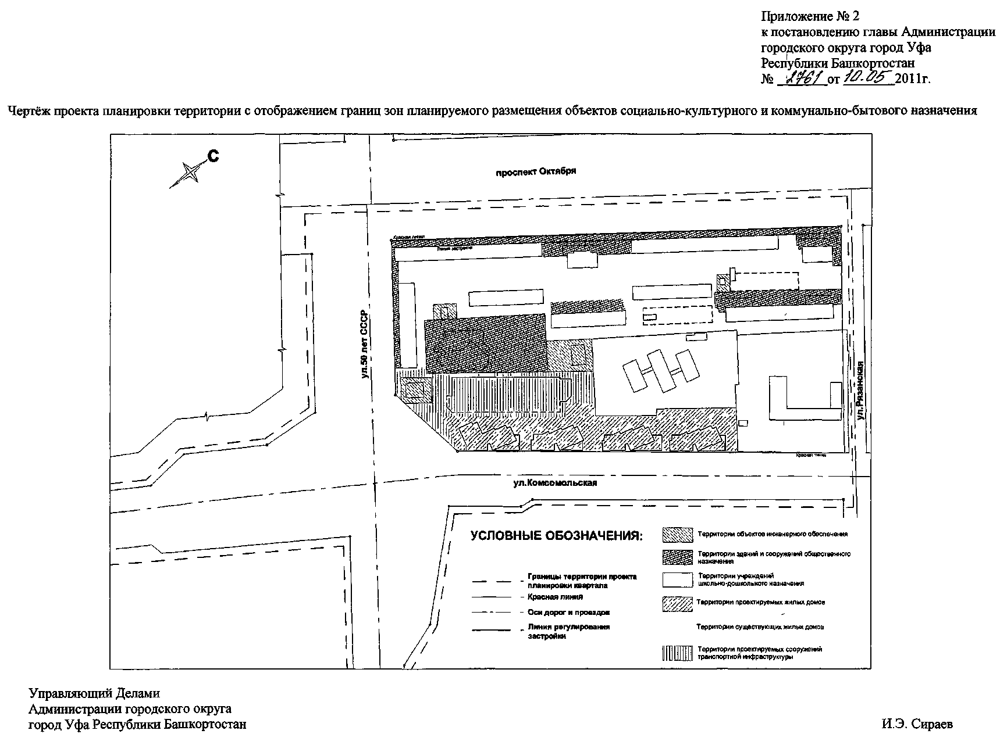 Приложение № 2
к постановлению главы Администрации
городского округа город Уфа
Республики Башкортостан
№ 2761 от 10.05 2011г.
Чертёж проекта планировки территории с отображением границ зон планируемого размещения объектов социально-культурного и коммунально-бытового назначения
С
проспект Октября
Красная линия
Линия застройки
ул.50 лет СССР
ул.Рязанская
Красная линия
ул.Комсомольская
УСЛОВНЫЕ ОБОЗНАЧЕНИЯ:
- Границы территории проекта
планировки квартала
- Красная линия
- Оси дорог и проездов
- Линия регулирования
застройки
Территории объектов инженерного обеспечения
Территории зданий и сооружений общественного
назначения
Территории учреждений
школьно-дошкольного назначения
Территории проектируемых жилых домов
Территории существующих жилых домов
Территории проектируемых сооружений
транспортной инфраструктуры
Управляющий Делами
Администрации городского округа
город Уфа Республики Башкортостан
И.Э. Сираев